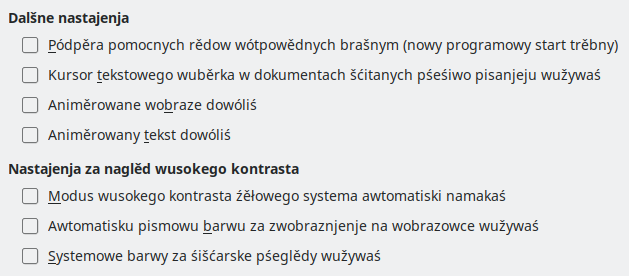 Dalšne nastajenja
Pódpěra pomocnych rědow wótpowědnych brašnym (nowy programowy start trěbny)
Kursor tekstowego wuběrka w dokumentach šćitanych pśeśiwo pisanjeju wužywaś
Animěrowane wobraze dowóliś
Animěrowany tekst dowóliś
Nastajenja za naglěd wusokego kontrasta
Modus wusokego kontrasta źěłowego systema awtomatiski namakaś
Awtomatisku pismowu barwu za zwobraznjenje na wobrazowce wužywaś
Systemowe barwy za śišćarske pśeglědy wužywaś